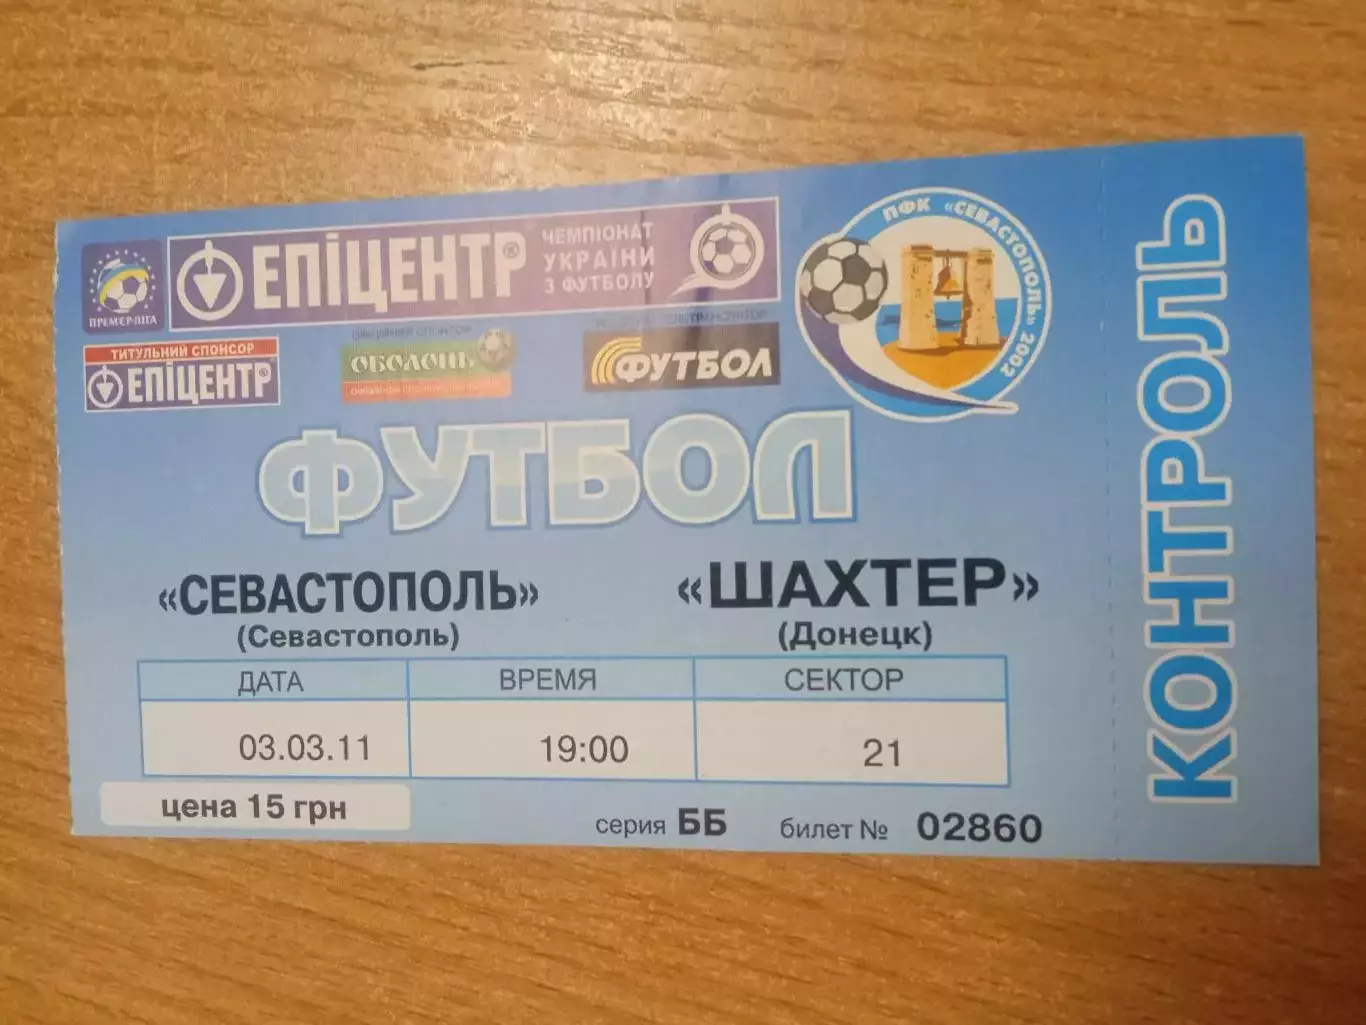 ПРЕМ'ЄР-ЛІГА
ЕПІЦЕНТР®
ЧЕМПІОНАТ
УКРАЇНИ
З ФУТБОЛУ
ПФК «СЕВАСТОПОЛЬ» 2002
ТИТУЛЬНИЙ СПОНСОР
ЕПІЦЕНТР®
СПОНСОР
ОБОЛОНЬ
ФУТБОЛ
ФУТБОЛ
«СЕВАСТОПОЛЬ»
(Севастополь)
«ШАХТЕР»
(Донецк)
ДАТА ВРЕМЯ СЕКТОР
03.03.11 19:00 21
цена 15 грн
серия ББ билет № 02860
КОНТРОЛЬ